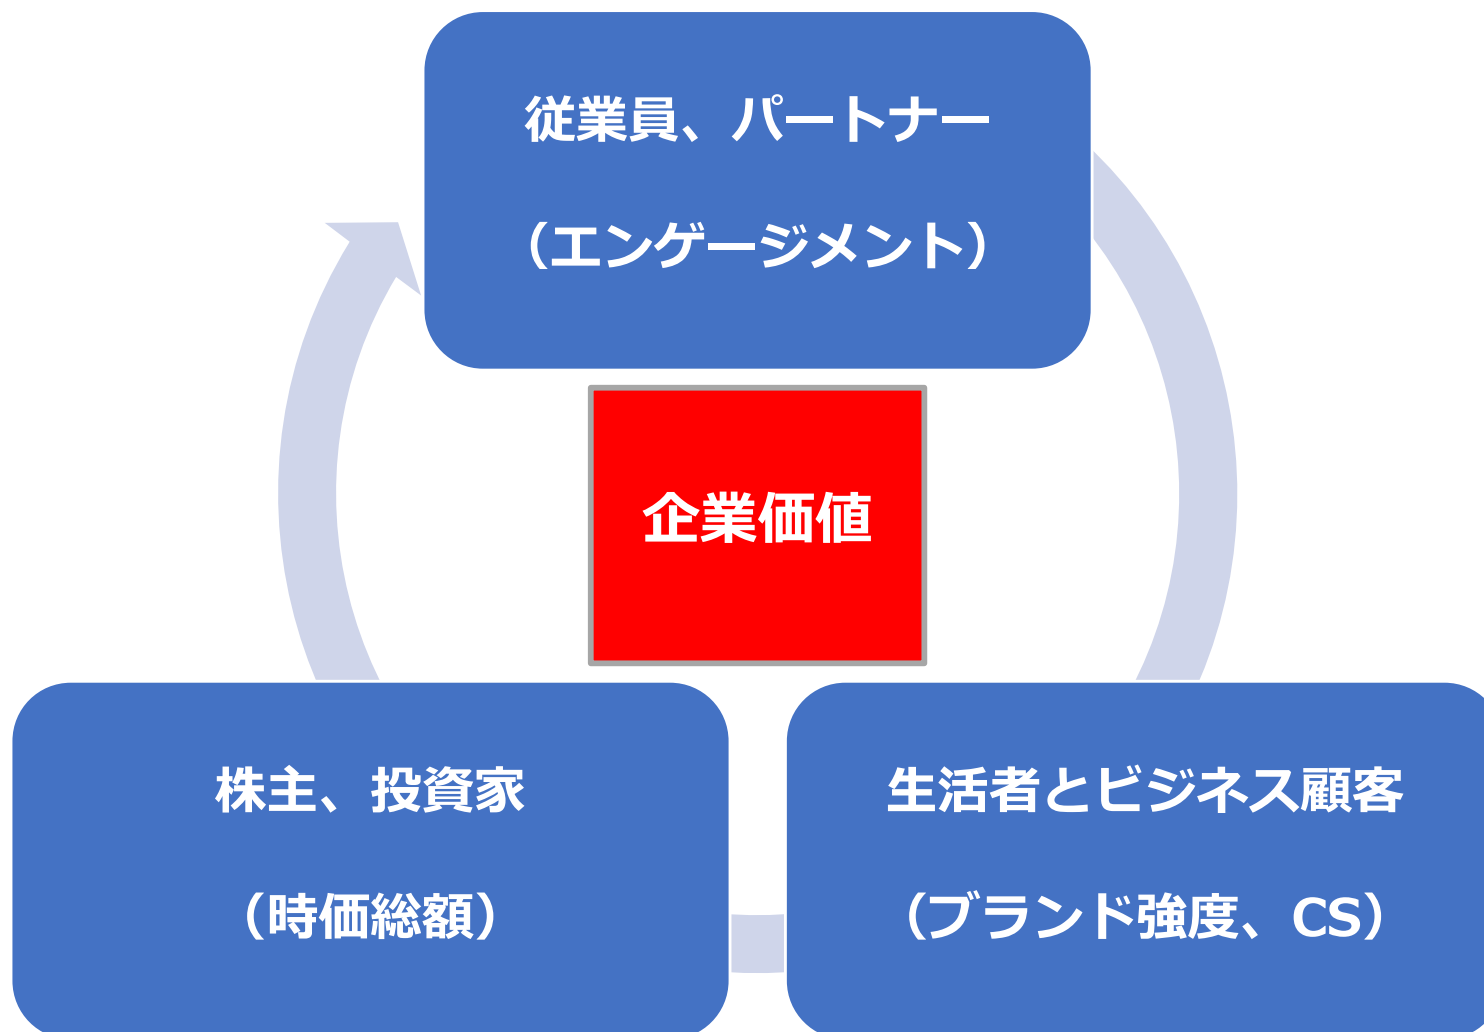 従業員、パートナー
（エンゲージメント）
企業価値
株主、投資家
（時価総額）
生活者とビジネス顧客
（ブランド強度、CS）